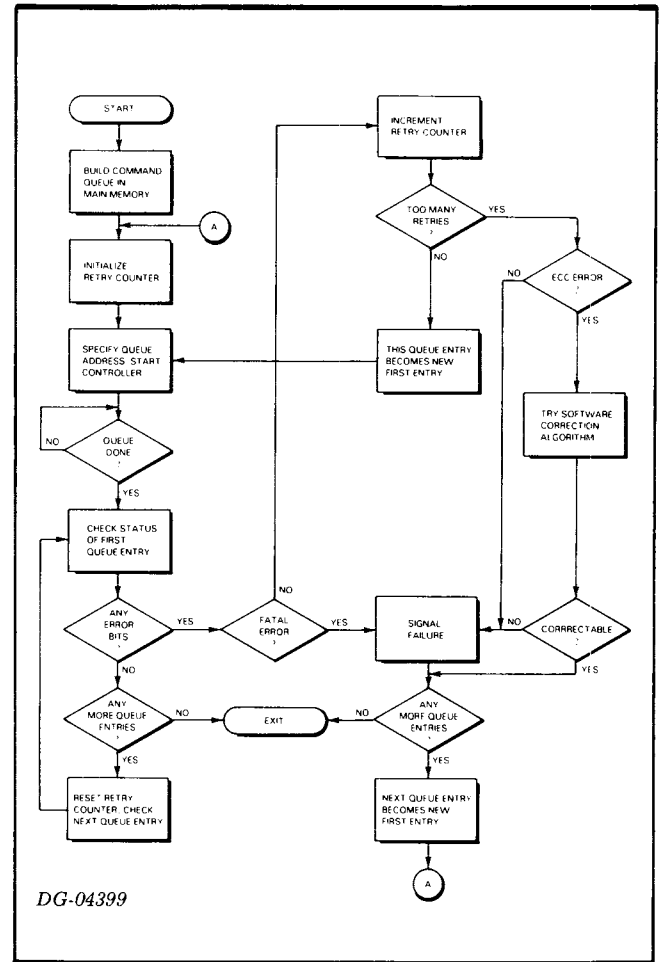 START
BUILD COMMAND
QUEUE IN
MAIN MEMORY
A
INITIALIZE
RETRY COUNTER
SPECIFY QUEUE
ADDRESS. START
CONTROLLER
NO
QUEUE
DONE
?
YES
CHECK STATUS
OF FIRST
QUEUE ENTRY
ANY
ERROR
BITS
?
YES
NO
ANY
MORE QUEUE
ENTRIES
?
NO
YES
RESET RETRY
COUNTER. CHECK
NEXT QUEUE ENTRY
EXIT
NO
FATAL
ERROR
?
YES
INCREMENT
RETRY COUNTER
TOO MANY
RETRIES
?
YES
NO
THIS QUEUE ENTRY
BECOMES NEW
FIRST ENTRY
NO
ECC ERROR
?
YES
TRY SOFTWARE
CORRECTION
ALGORITHM
CORRRECTABLE
?
NO
YES
SIGNAL
FAILURE
ANY
MORE QUEUE
ENTRIES
?
NO
YES
NEXT QUEUE ENTRY
BECOMES NEW
FIRST ENTRY
A
DG-04399